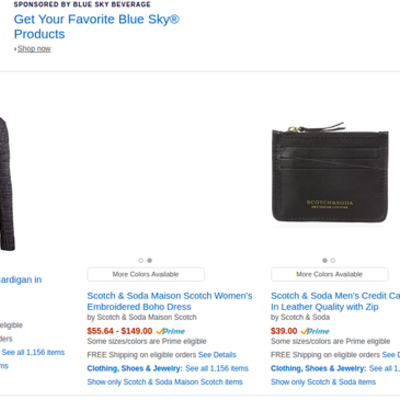 SPONSORED BY BLUE SKY BEVERAGE
Get Your Favorite Blue Sky®
Products
› Shop now
SCOTCH&SODA
More Colors Available
More Colors Available
ardigan in
eligible
ders
See all 1,156 items
ms
Scotch & Soda Maison Scotch Women's
Embroidered Boho Dress
by Scotch & Soda Maison Scotch
$55.64 - $149.00 Prime
Some sizes/colors are Prime eligible
FREE Shipping on eligible orders See Details
Clothing, Shoes & Jewelry: See all 1,156 items
Show only Scotch & Soda Maison Scotch items
Scotch & Soda Men's Credit Ca
In Leather Quality with Zip
by Scotch & Soda
$39.00 Prime
Some sizes/colors are Prime eligible
FREE Shipping on eligible orders See D
Clothing, Shoes & Jewelry: See all 1,
Show only Scotch & Soda items